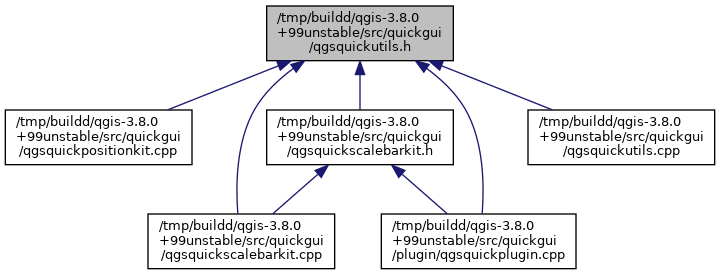 /tmp/buildd/qgis-3.8.0
+99unstable/src/quickgui
/qgsquickutils.h
/tmp/buildd/qgis-3.8.0
+99unstable/src/quickgui
/qgsquickpositionkit.cpp
/tmp/buildd/qgis-3.8.0
+99unstable/src/quickgui
/qgsquickscalebarkit.h
/tmp/buildd/qgis-3.8.0
+99unstable/src/quickgui
/qgsquickutils.cpp
/tmp/buildd/qgis-3.8.0
+99unstable/src/quickgui
/qgsquickscalebarkit.cpp
/tmp/buildd/qgis-3.8.0
+99unstable/src/quickgui
/plugin/qgsquickplugin.cpp